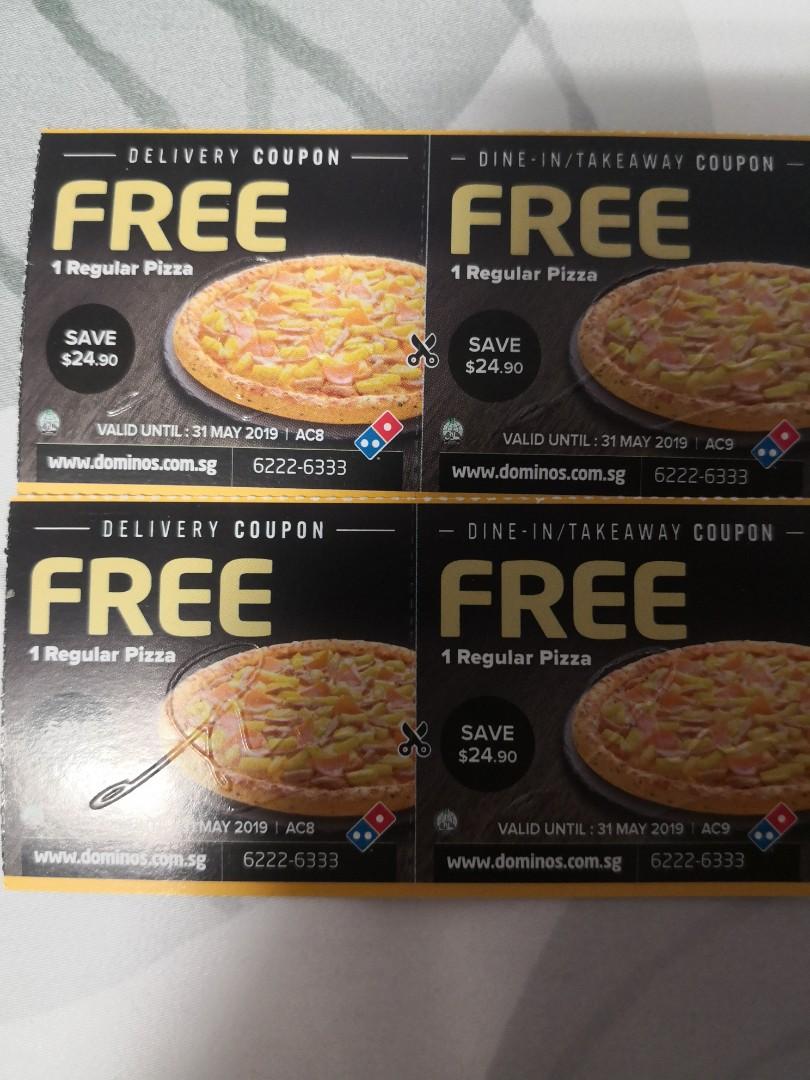 DELIVERY COUPON
FREE
1 Regular Pizza
SAVE
$24.90
VALID UNTIL : 31 MAY 2019 | AC8
www.dominos.com.sg | 6222-6333
DINE-IN/TAKEAWAY COUPON
FREE
1 Regular Pizza
SAVE
$24.90
VALID UNTIL : 31 MAY 2019 | AC9
www.dominos.com.sg | 6222-6333
DELIVERY COUPON
FREE
1 Regular Pizza
MAY 2019 | AC8
www.dominos.com.sg | 6222-6333
DINE-IN/TAKEAWAY COUPON
FREE
1 Regular Pizza
SAVE
$24.90
VALID UNTIL : 31 MAY 2019 | AC9
www.dominos.com.sg | 6222-6333